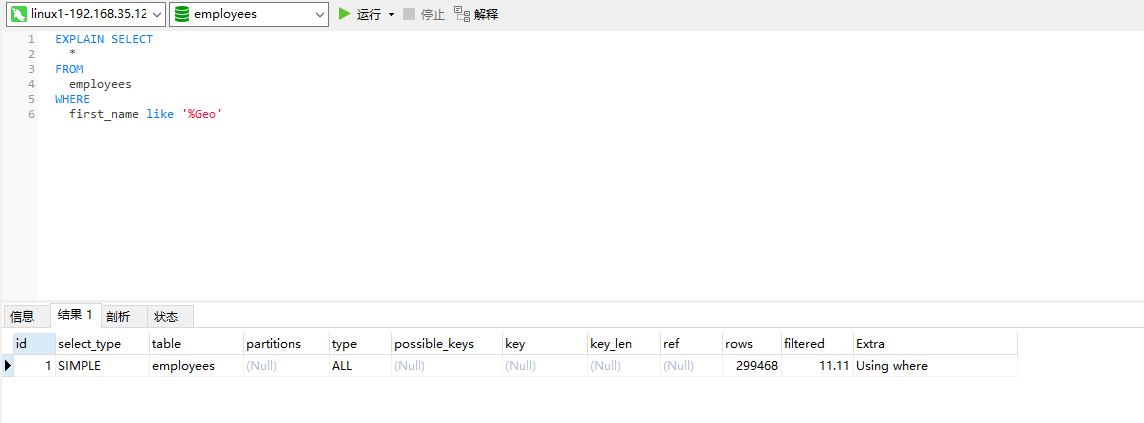 linux1-192.168.35.12 employees 运行 停止 解释
1 EXPLAIN SELECT
2 *
3 FROM
4 employees
5 WHERE
6 first_name like '%Geo'
信息 结果 1 剖析 状态
id select_type table partitions type possible_keys key key_len ref rows filtered Extra
1 SIMPLE employees (Null) ALL (Null) (Null) (Null) (Null) 299468 11.11 Using where